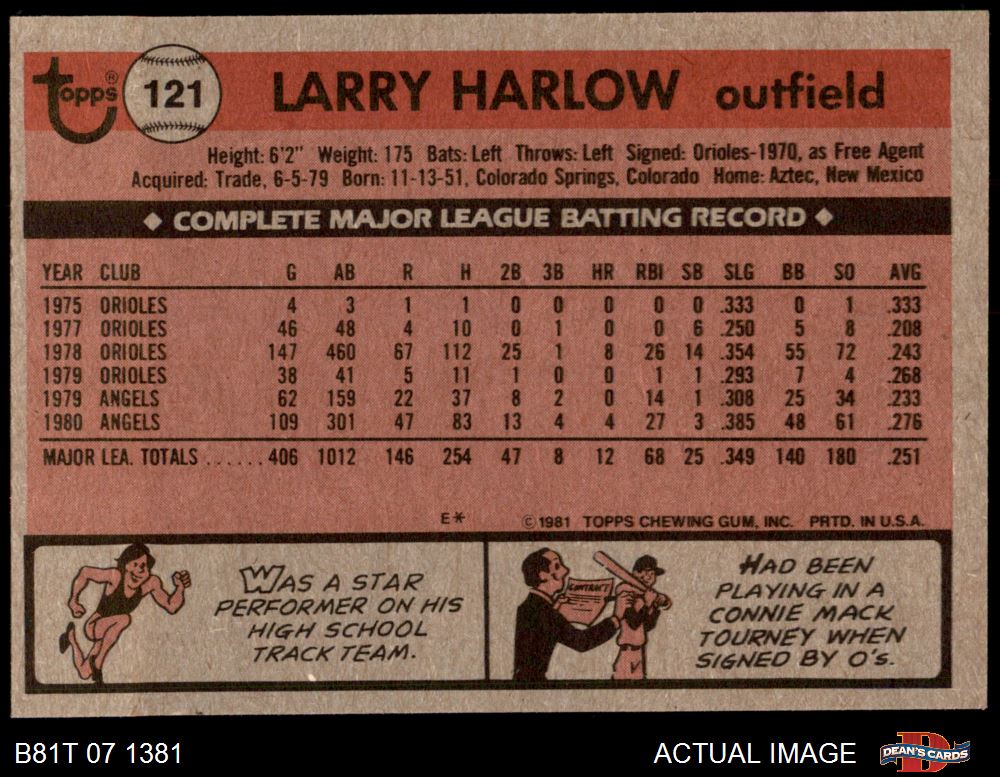 topps® 121 LARRY HARLOW outfield
Height: 6'2" Weight: 175 Bats: Left Throws: Left Signed: Orioles-1970, as Free Agent
Acquired: Trade, 6-5-79 Born: 11-13-51, Colorado Springs, Colorado Home: Aztec, New Mexico
◆ COMPLETE MAJOR LEAGUE BATTING RECORD ◆
YEAR CLUB G AB R H 2B 3B HR RBI SB SLG BB SO AVG
1975 ORIOLES 4 3 1 1 0 0 0 0 0 .333 0 1 .333
1977 ORIOLES 46 48 4 10 0 1 0 0 6 .250 5 8 .208
1978 ORIOLES 147 460 67 112 25 1 8 26 14 .354 55 72 .243
1979 ORIOLES 38 41 5 11 1 0 0 1 1 .293 7 4 .268
1979 ANGELS 62 159 22 37 8 2 0 14 1 .308 25 34 .233
1980 ANGELS 109 301 47 83 13 4 4 27 3 .385 48 61 .276
MAJOR LEA. TOTALS ...... 406 1012 146 254 47 8 12 68 25 .349 140 180 .251
E* © 1981 TOPPS CHEWING GUM, INC. PRTD. IN U.S.A.
WAS A STAR
PERFORMER ON HIS
HIGH SCHOOL
TRACK TEAM.
CONTRACT
HAD BEEN
PLAYING IN A
CONNIE MACK
TOURNEY WHEN
SIGNED BY O'S.
B81T 07 1381 ACTUAL IMAGE DEAN'S CARDS